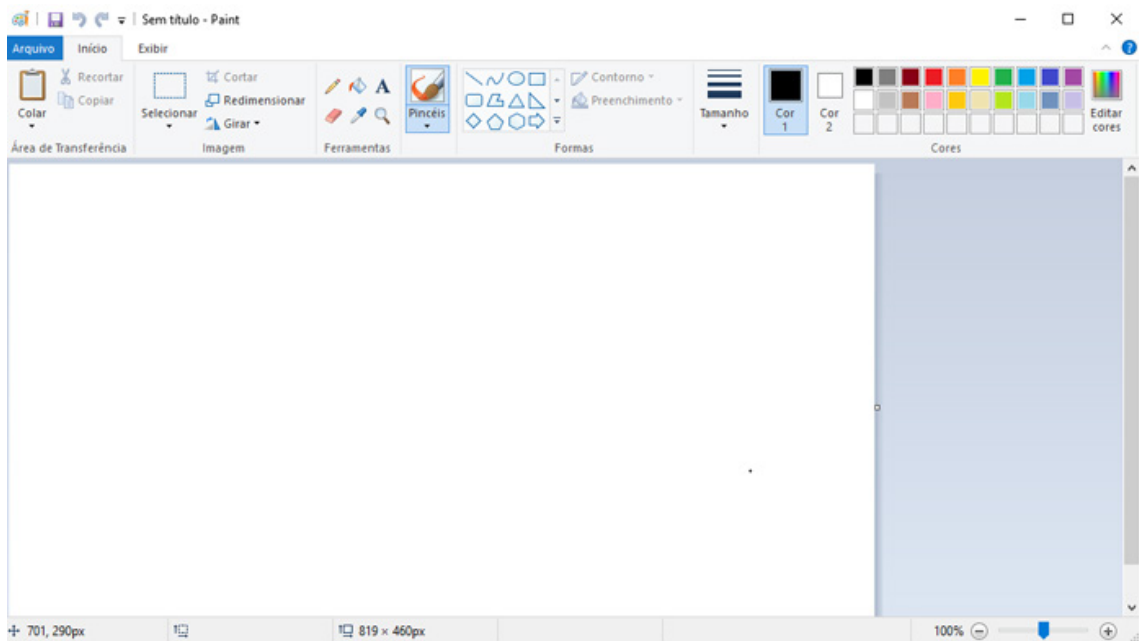 Sem título - Paint
Arquivo Início Exibir
Colar
Recortar
Copiar
Área de Transferência
Selecionar
Cortar
Redimensionar
Girar
Imagem
A
Ferramentas
Pincéis
Contorno
Preenchimento
Formas
Tamanho
Cor
1
Cor
2
Editar
cores
Cores
701, 290px
819 × 460px
100%